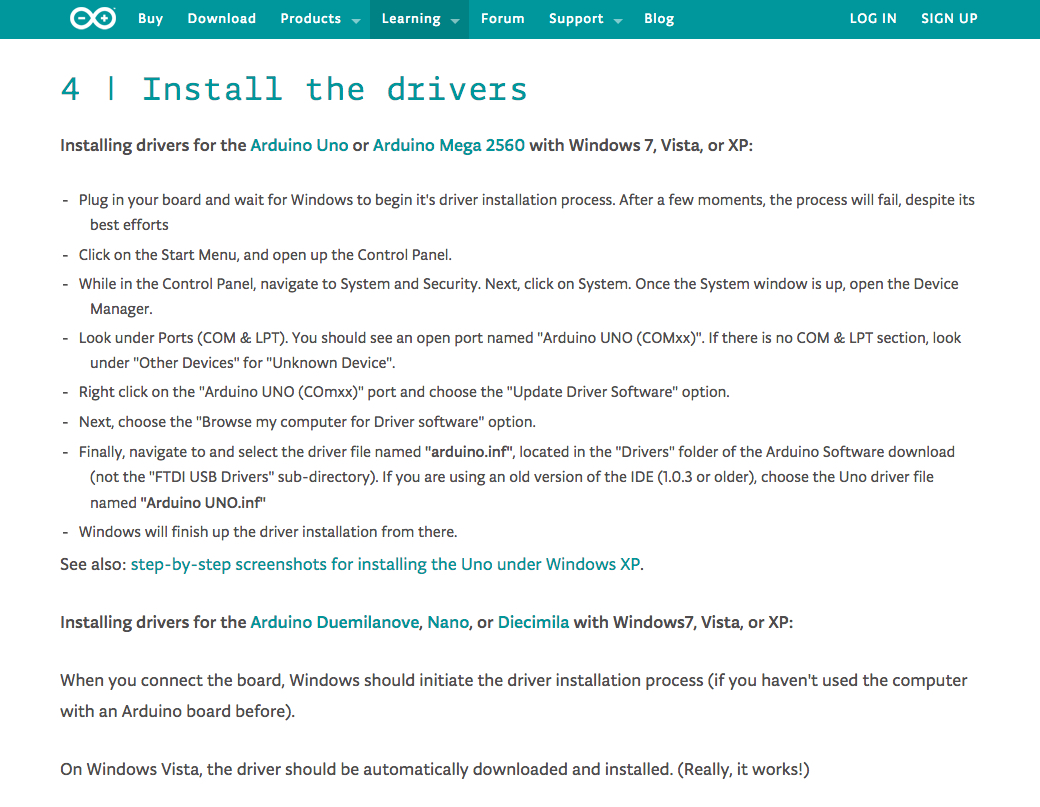 Buy Download Products Learning Forum Support Blog LOG IN SIGN UP
4 | Install the drivers
Installing drivers for the Arduino Uno or Arduino Mega 2560 with Windows 7, Vista, or XP:
- Plug in your board and wait for Windows to begin it's driver installation process. After a few moments, the process will fail, despite its
best efforts
- Click on the Start Menu, and open up the Control Panel.
- While in the Control Panel, navigate to System and Security. Next, click on System. Once the System window is up, open the Device
Manager.
- Look under Ports (COM & LPT). You should see an open port named "Arduino UNO (COMxx)". If there is no COM & LPT section, look
under "Other Devices" for "Unknown Device".
- Right click on the "Arduino UNO (COmxx)" port and choose the "Update Driver Software" option.
- Next, choose the "Browse my computer for Driver software" option.
- Finally, navigate to and select the driver file named "arduino.inf", located in the "Drivers" folder of the Arduino Software download
(not the "FTDI USB Drivers" sub-directory). If you are using an old version of the IDE (1.0.3 or older), choose the Uno driver file
named "Arduino UNO.inf"
- Windows will finish up the driver installation from there.
See also: step-by-step screenshots for installing the Uno under Windows XP.
Installing drivers for the Arduino Duemilanove, Nano, or Diecimila with Windows7, Vista, or XP:
When you connect the board, Windows should initiate the driver installation process (if you haven't used the computer
with an Arduino board before).
On Windows Vista, the driver should be automatically downloaded and installed. (Really, it works!)